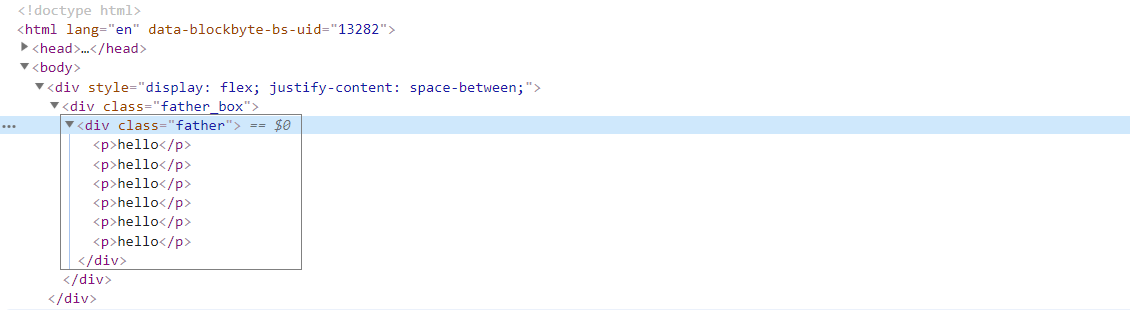 <!doctype html>
<html lang="en" data-blockbyte-bs-uid="13282">
<head>…</head>
<body>
<div style="display: flex; justify-content: space-between;">
<div class="father_box">
... <div class="father"> == $0
<p>hello</p>
<p>hello</p>
<p>hello</p>
<p>hello</p>
<p>hello</p>
<p>hello</p>
</div>
</div>
</div>